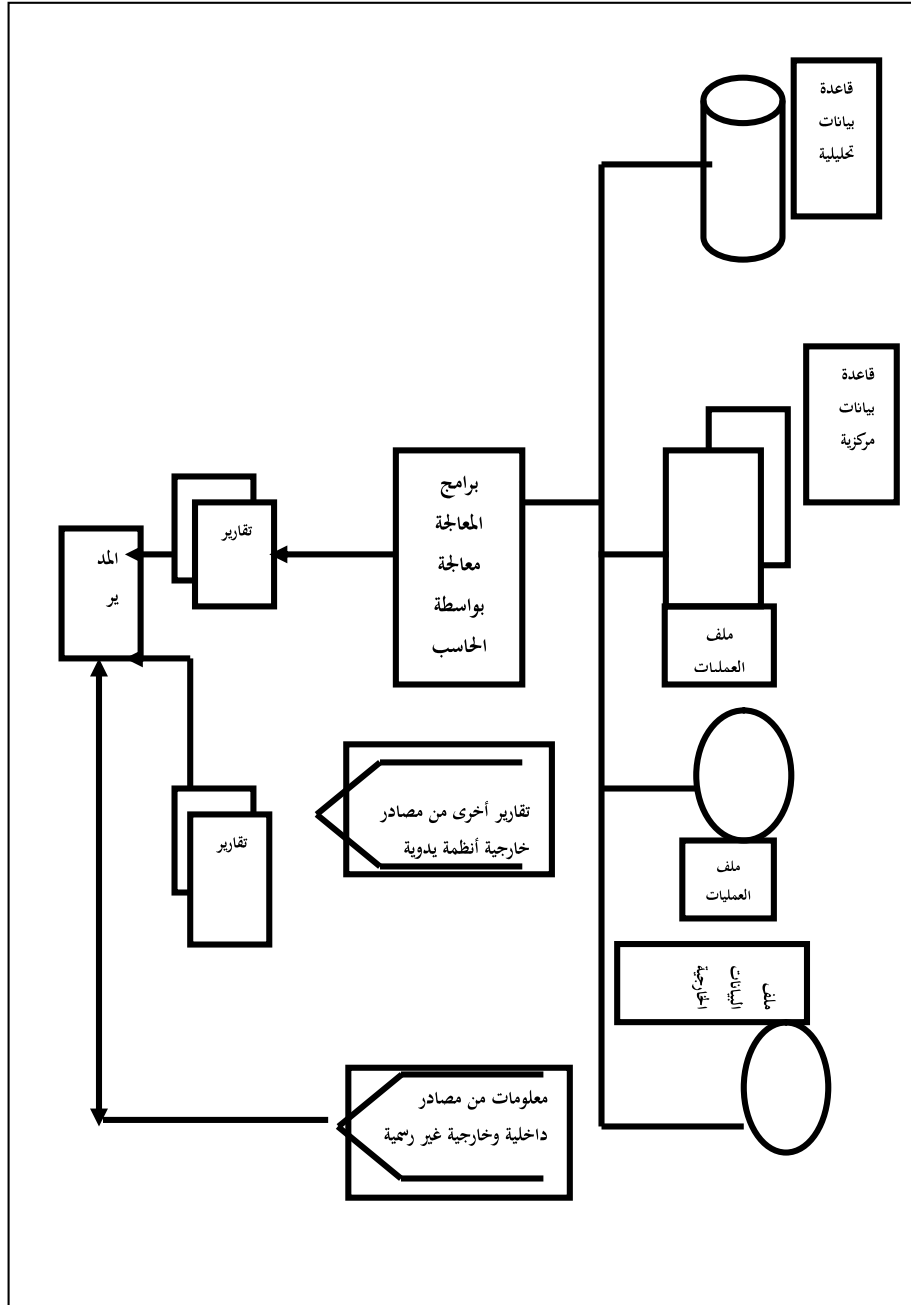 قاعدة
بيانات
تحليلية
قاعدة
بيانات
مركزية
برامج
المعالجة
معالجة
بواسطة
الحاسب
تقارير
المد
ير
ملف
العمليات
تقارير أخرى من مصادر
خارجية أنظمة يدوية
تقارير
ملف
العمليات
ملف
البيانات
الخارجية
معلومات من مصادر
داخلية وخارجية غير رسمية